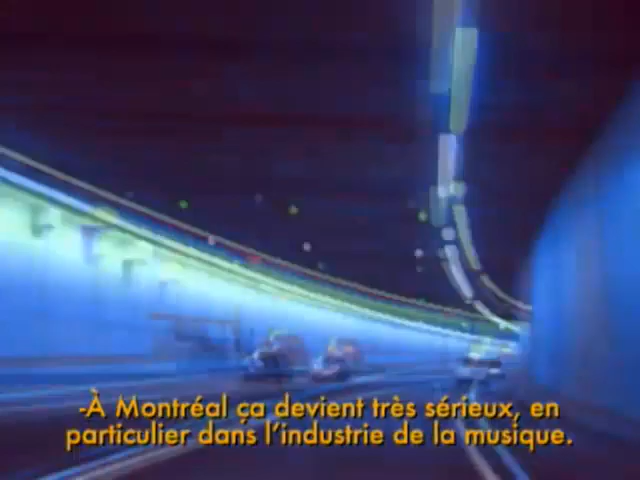 -À Montréal ça devient très sérieux, en
particulier dans l'industrie de la musique.